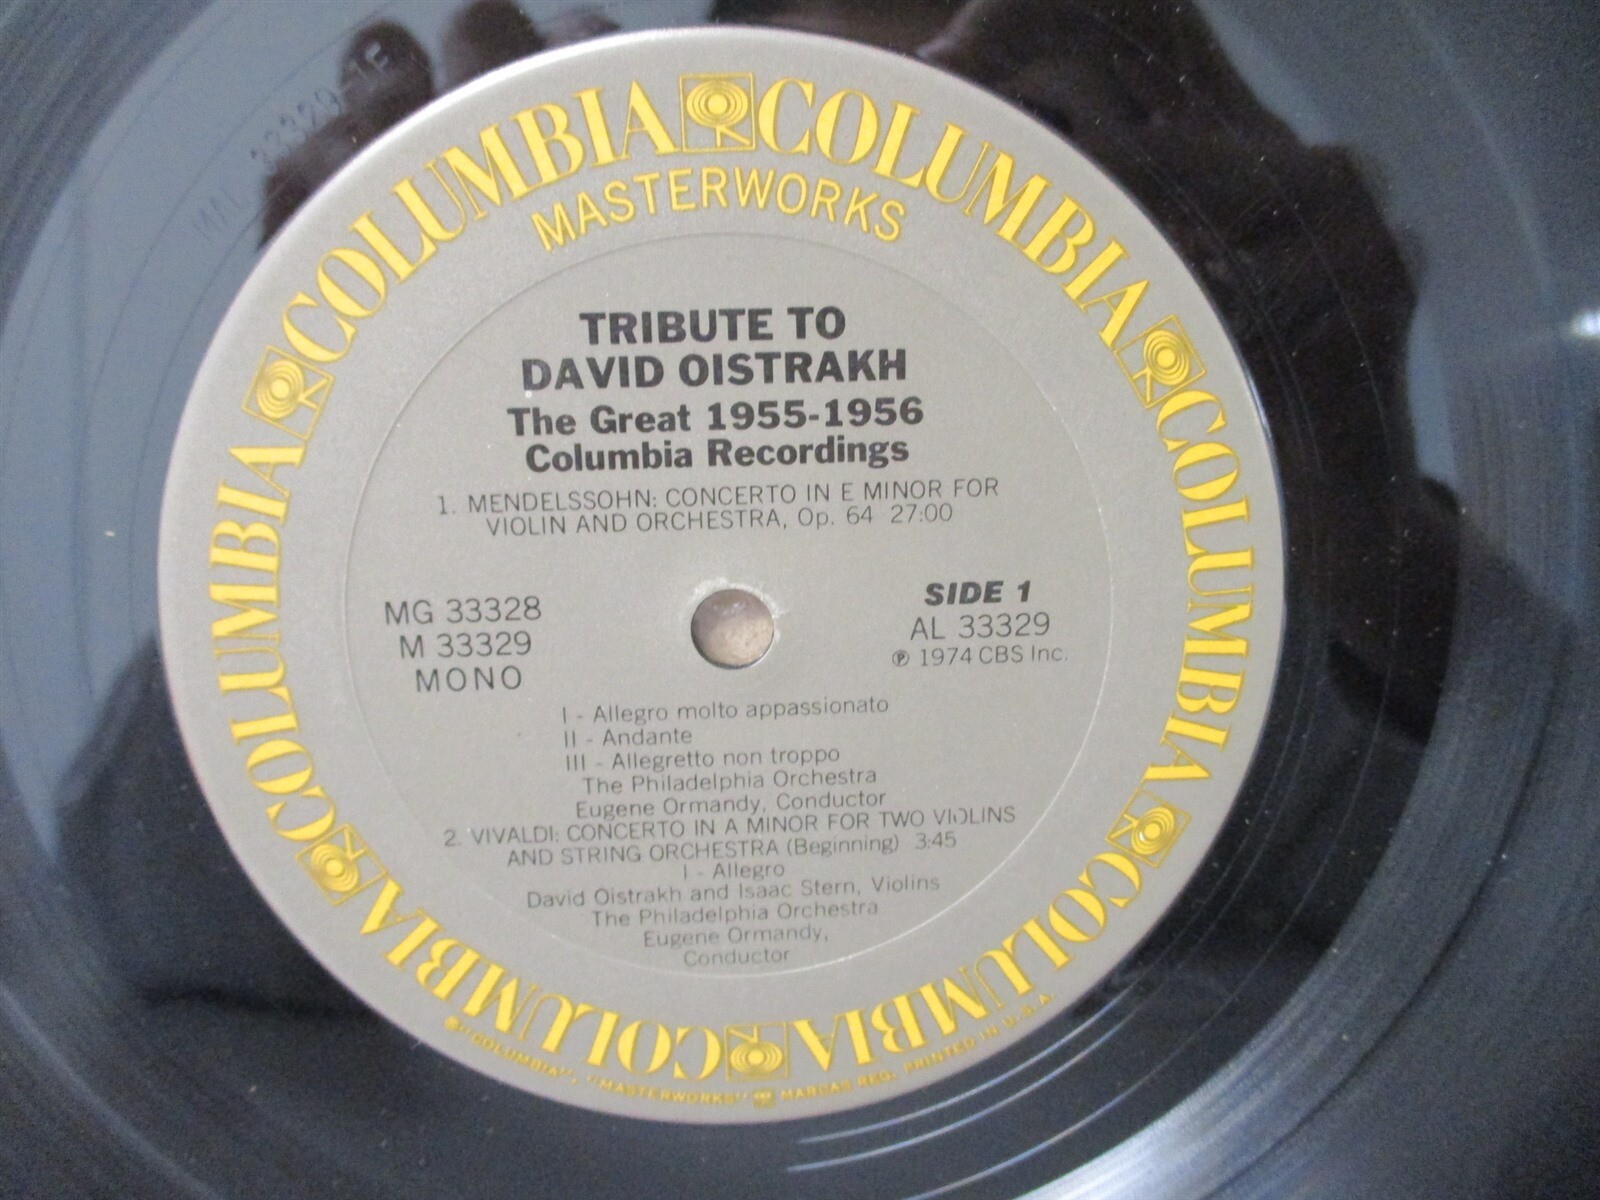 COLUMBIA COLUMBIA COLUMBIA COLUMBIA COLUMBIA COLUMBIA
MASTERWORKS
TRIBUTE TO
DAVID OISTRAKH
The Great 1955-1956
Columbia Recordings
1. MENDELSSOHN: CONCERTO IN E MINOR FOR
VIOLIN AND ORCHESTRA, Op. 64 27:00
MG 33328
M 33329
MONO
SIDE 1
AL 33329
℗ 1974 CBS Inc.
I - Allegro molto appassionato
II - Andante
III - Allegretto non troppo
The Philadelphia Orchestra
Eugene Ormandy, Conductor
2. VIVALDI: CONCERTO IN A MINOR FOR TWO VIOLINS
AND STRING ORCHESTRA (Beginning) 3:45
I - Allegro
David Oistrakh and Isaac Stern, Violins
The Philadelphia Orchestra
Eugene Ormandy,
Conductor
"COLUMBIA", "MASTERWORKS" MARCAS REG. PRINTED IN U.S.A.
33329-1F